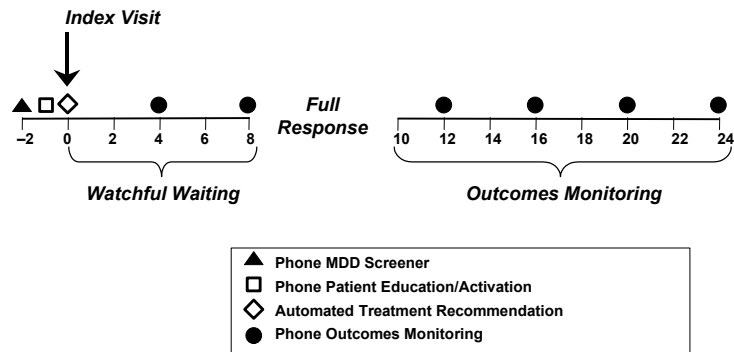 Index Visit
Full
Response
–2 0 2 4 6 8 10 12 14 16 18 20 22 24
Watchful Waiting Outcomes Monitoring
Phone MDD Screener
Phone Patient Education/Activation
Automated Treatment Recommendation
Phone Outcomes Monitoring